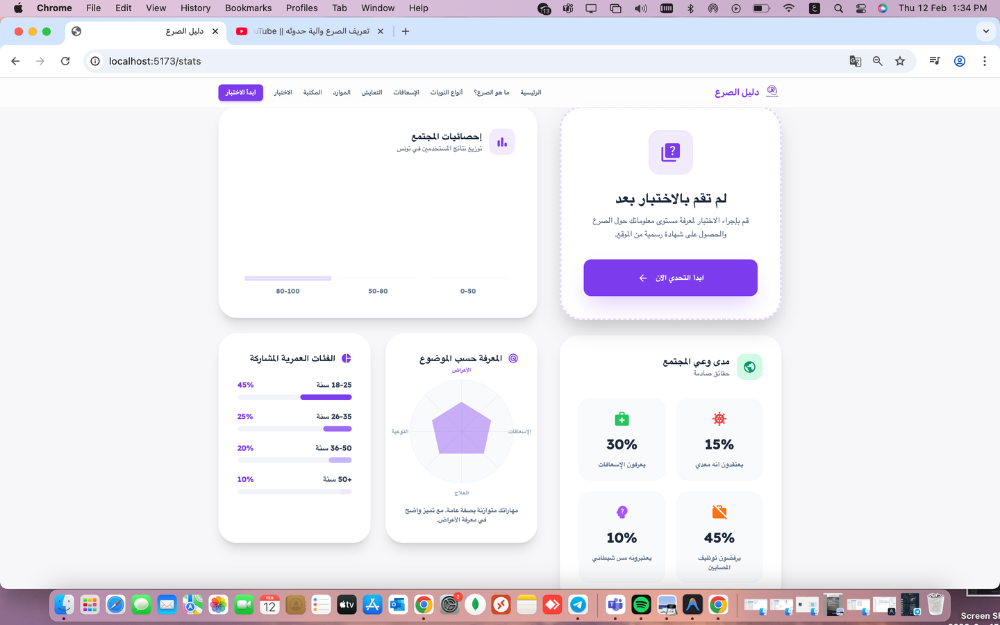 Chrome File Edit View History Bookmarks Profiles Tab Window Help
13
ع
Thu 12 Feb 1:34 PM
دليل الصرع
تعريف الصرع وآلية حدوثه || uTube
localhost:5173/stats
دليل الصرع
الرئيسية ما هو الصرع؟ أنواع النوبات الإسعافات التعايش الموارد المكتبة الاختبار ابدأ الاختبار
لم تقم بالاختبار بعد
قم بإجراء الاختبار لمعرفة مستوى معلوماتك حول الصرع
والحصول على شهادة رسمية من الموقع.
ابدأ التحدي الآن
إحصائيات المجتمع
توزيع نتائج المستخدمين في تونس
0-50
50-80
80-100
مدى وعي المجتمع
حقائق صادمة
15%
يعتقدون انه معدي
30%
يعرفون الإسعافات
45%
يرفضون توظيف
المصابين
10%
يعتبرونه مس شيطاني
المعرفة حسب الموضوع
الأعراض
الإسعافات
التوعية
العلاج
مهاراتك متوازنة بصفة عامة، مع تميز واضح
في معرفة الأعراض.
الفئات العمرية المشاركة
18-25 سنة
45%
26-35 سنة
25%
36-50 سنة
20%
50+ سنة
10%
FEB
12
tv
2
Screen Sh